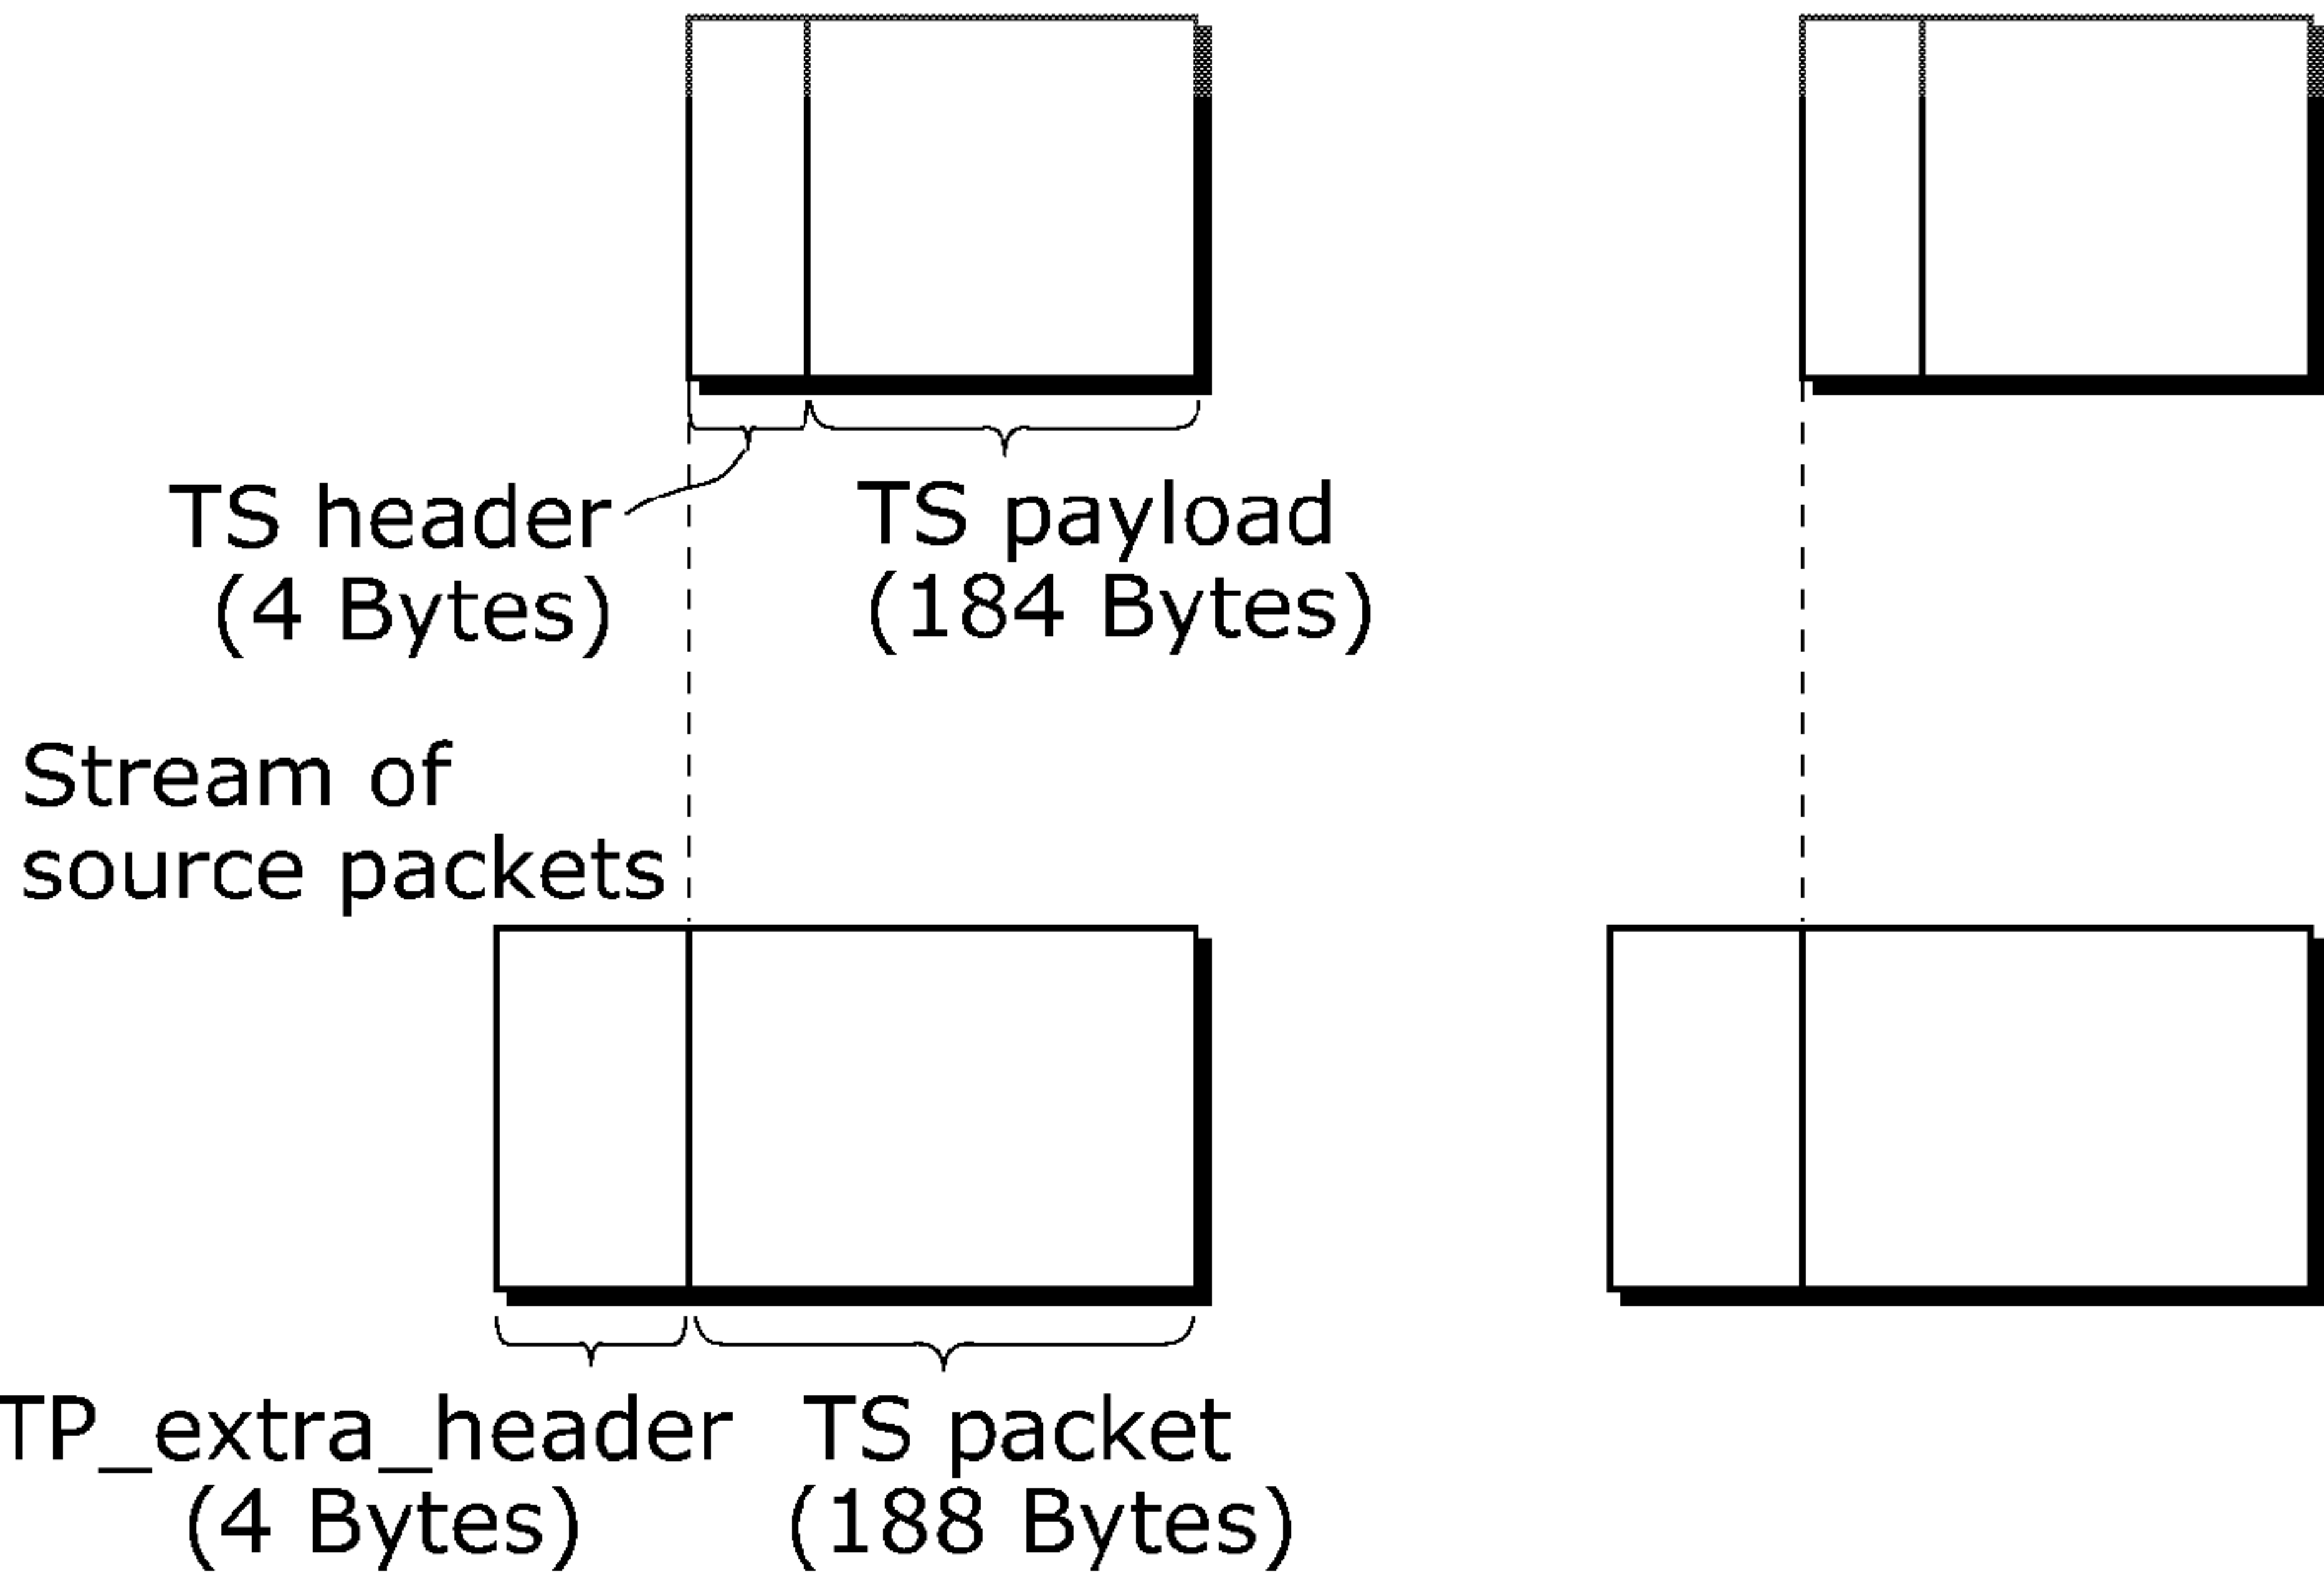 TS header
(4 Bytes)
TS payload
(184 Bytes)
Stream of
source packets
TP_extra_header
(4 Bytes)
TS packet
(188 Bytes)